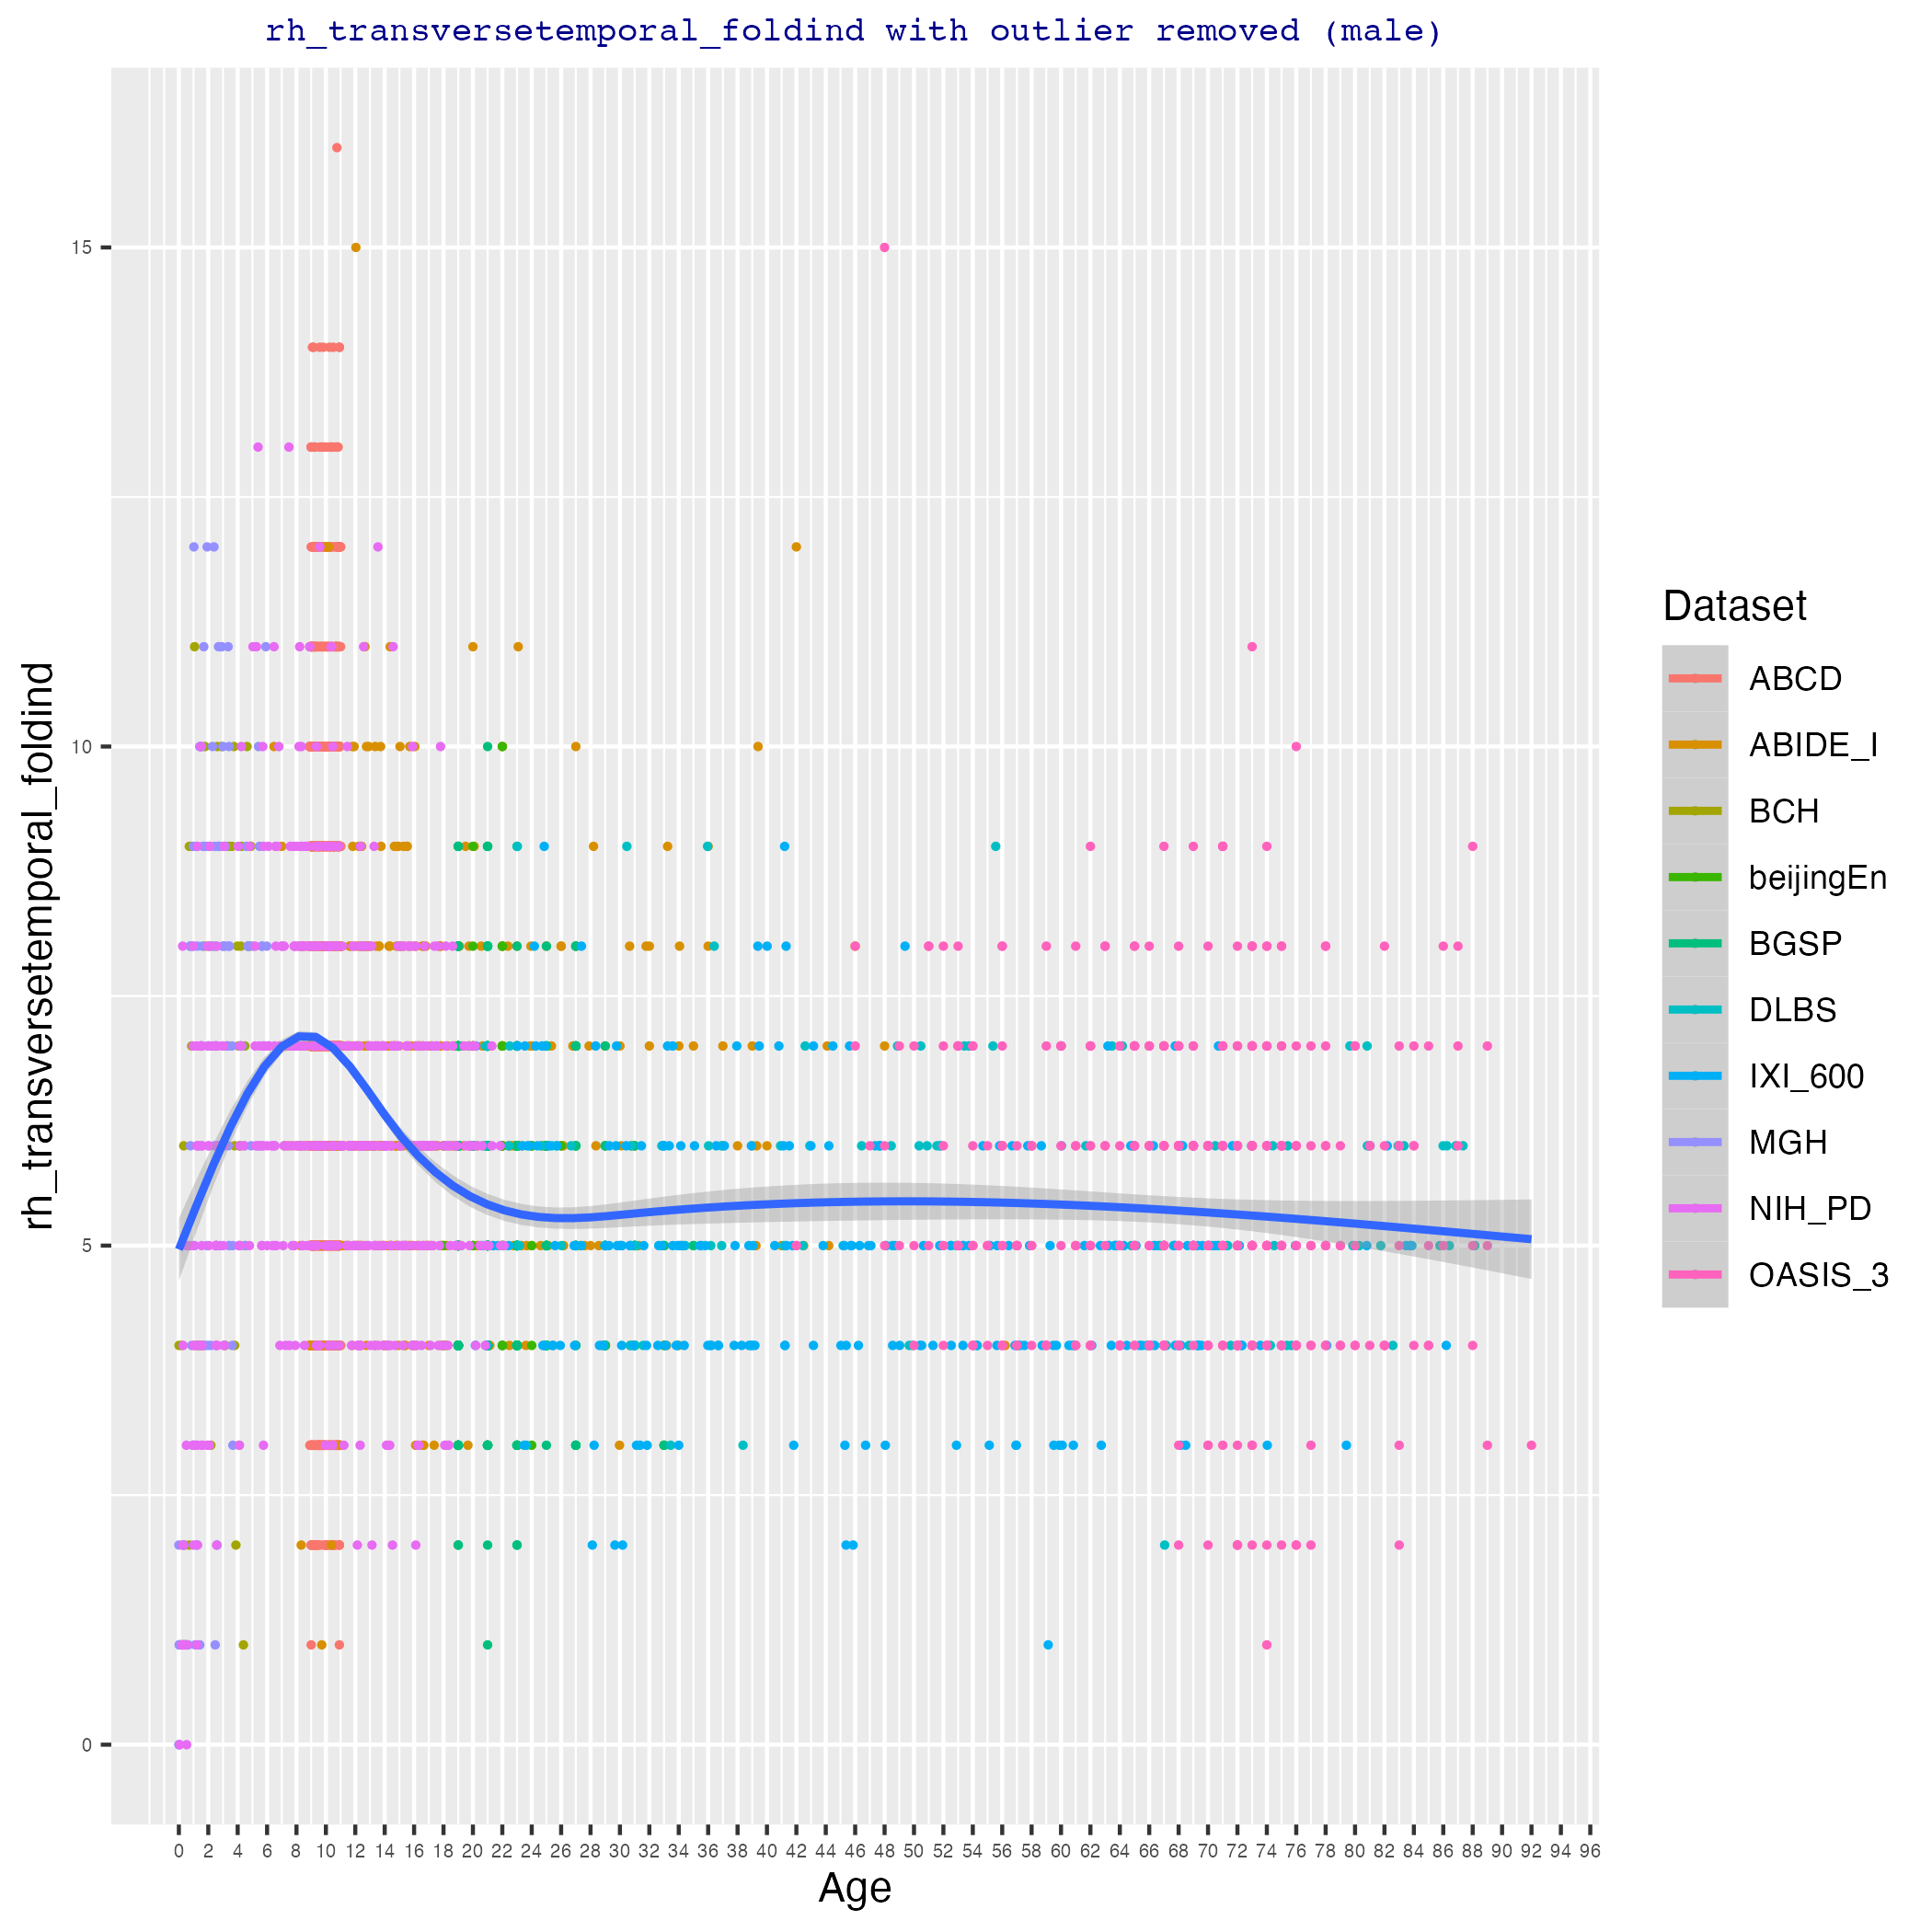 rh_transversetemporal_foldind with outlier removed (male)
rh_transversetemporal_foldind
15
10
5
0
0 2 4 6 8 10 12 14 16 18 20 22 24 26 28 30 32 34 36 38 40 42 44 46 48 50 52 54 56 58 60 62 64 66 68 70 72 74 76 78 80 82 84 86 88 90 92 94 96
Age
Dataset
ABCD
ABIDE_I
BCH
beijingEn
BGSP
DLBS
IXI_600
MGH
NIH_PD
OASIS_3